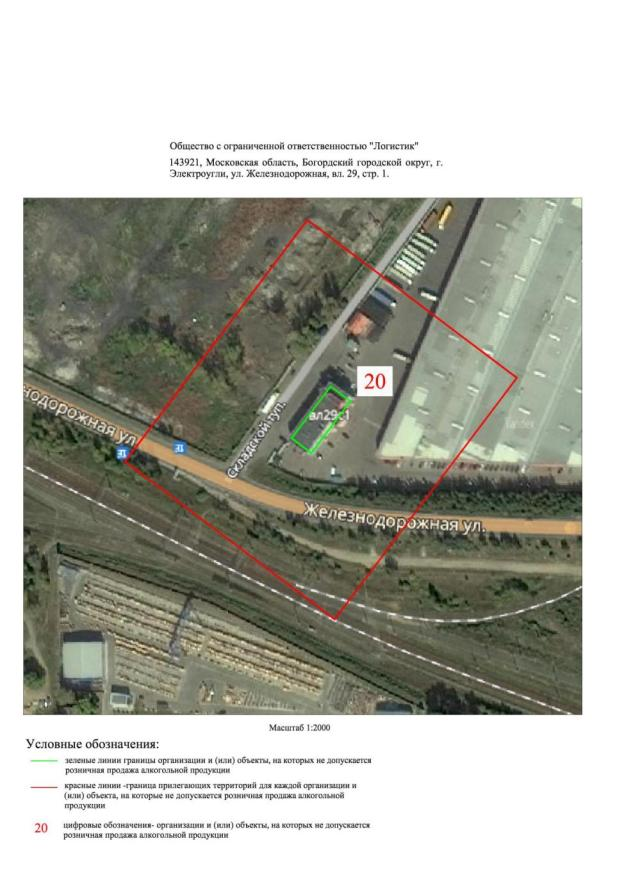 Общество с ограниченной ответственностью "Логистик"
143921, Московская область, Богордский городской округ, г.
Электроугли, ул. Железнодорожная, вл. 29, стр. 1.
20
вл29с1
Складской туп.
нодорожная ул.
Железнодорожная ул.
Масштаб 1:2000
Условные обозначения:
зеленые линии границы организации и (или) объекты, на которых не допускается
розничная продажа алкогольной продукции
красные линии -граница прилегающих территорий для каждой организации и
(или) объекта, на которые не допускается розничная продажа алкогольной
продукции
20
цифровые обозначения- организации и (или) объекты, на которых не допускается
розничная продажа алкогольной продукции